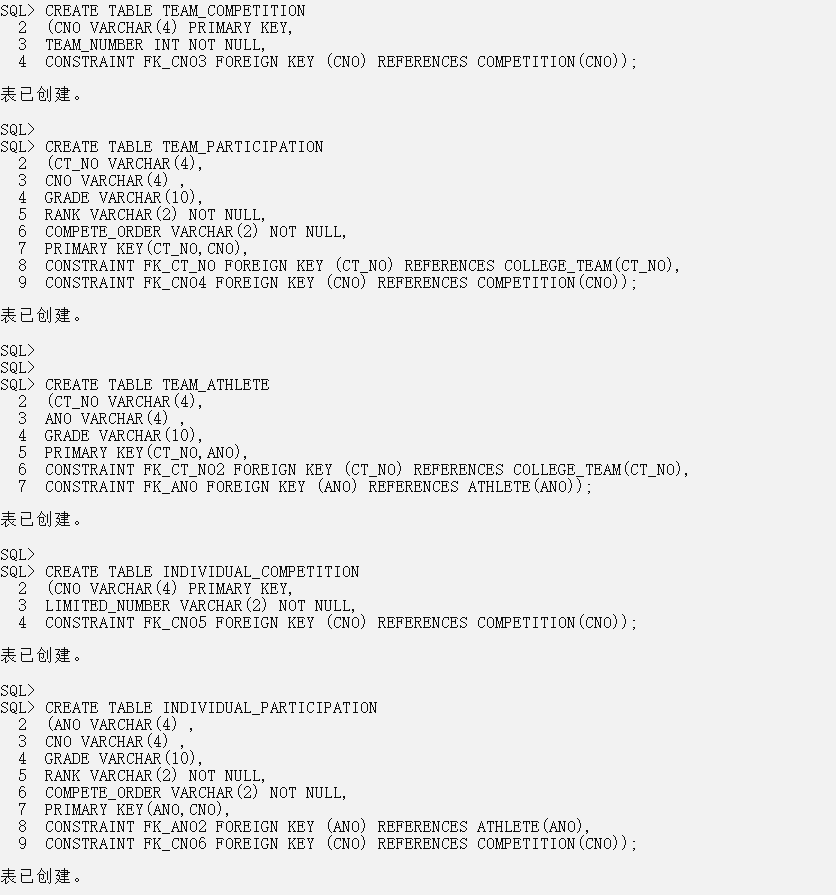 SQL> CREATE TABLE TEAM_COMPETITION
2 (CNO VARCHAR(4) PRIMARY KEY,
3 TEAM_NUMBER INT NOT NULL,
4 CONSTRAINT FK_CNO3 FOREIGN KEY (CNO) REFERENCES COMPETITION(CNO));
表已创建。
SQL>
SQL> CREATE TABLE TEAM_PARTICIPATION
2 (CT_NO VARCHAR(4),
3 CNO VARCHAR(4) ,
4 GRADE VARCHAR(10),
5 RANK VARCHAR(2) NOT NULL,
6 COMPETE_ORDER VARCHAR(2) NOT NULL,
7 PRIMARY KEY(CT_NO,CNO),
8 CONSTRAINT FK_CT_NO FOREIGN KEY (CT_NO) REFERENCES COLLEGE_TEAM(CT_NO),
9 CONSTRAINT FK_CNO4 FOREIGN KEY (CNO) REFERENCES COMPETITION(CNO));
表已创建。
SQL>
SQL>
SQL> CREATE TABLE TEAM_ATHLETE
2 (CT_NO VARCHAR(4),
3 ANO VARCHAR(4) ,
4 GRADE VARCHAR(10),
5 PRIMARY KEY(CT_NO,ANO),
6 CONSTRAINT FK_CT_NO2 FOREIGN KEY (CT_NO) REFERENCES COLLEGE_TEAM(CT_NO),
7 CONSTRAINT FK_ANO FOREIGN KEY (ANO) REFERENCES ATHLETE(ANO));
表已创建。
SQL>
SQL> CREATE TABLE INDIVIDUAL_COMPETITION
2 (CNO VARCHAR(4) PRIMARY KEY,
3 LIMITED_NUMBER VARCHAR(2) NOT NULL,
4 CONSTRAINT FK_CNO5 FOREIGN KEY (CNO) REFERENCES COMPETITION(CNO));
表已创建。
SQL>
SQL> CREATE TABLE INDIVIDUAL_PARTICIPATION
2 (ANO VARCHAR(4) ,
3 CNO VARCHAR(4) ,
4 GRADE VARCHAR(10),
5 RANK VARCHAR(2) NOT NULL,
6 COMPETE_ORDER VARCHAR(2) NOT NULL,
7 PRIMARY KEY(ANO,CNO),
8 CONSTRAINT FK_ANO2 FOREIGN KEY (ANO) REFERENCES ATHLETE(ANO),
9 CONSTRAINT FK_CNO6 FOREIGN KEY (CNO) REFERENCES COMPETITION(CNO));
表已创建。